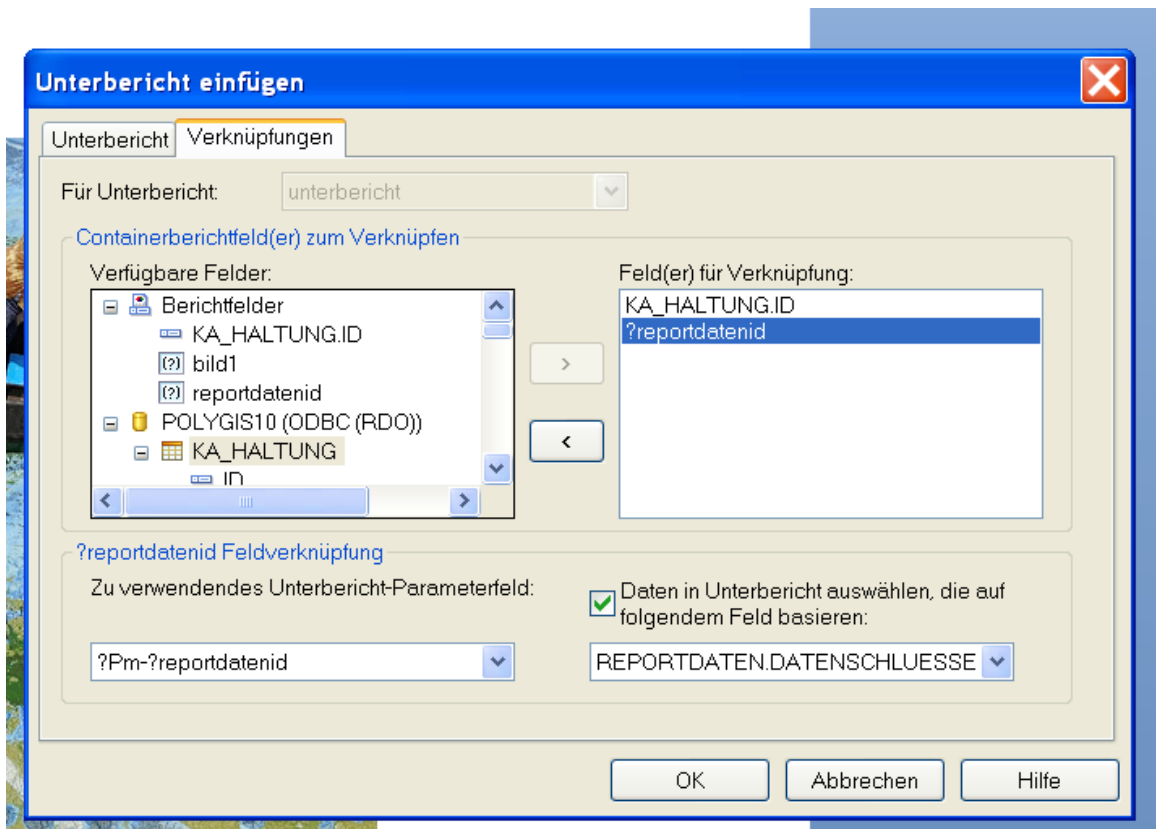 Unterbericht einfügen
Unterbericht
Verknüpfungen
Für Unterbericht:
unterbericht
Containerberichtfeld(er) zum Verknüpfen
Verfügbare Felder:
Berichtfelder
KA_HALTUNG.ID
(?) bild1
(?) reportdatenid
POLYGIS10 (ODBC (RDO))
KA_HALTUNG
ID
>
<
Feld(er) für Verknüpfung:
KA_HALTUNG.ID
?reportdatenid
?reportdatenid Feldverknüpfung
Zu verwendendes Unterbericht-Parameterfeld:
?Pm-?reportdatenid
Daten in Unterbericht auswählen, die auf
folgendem Feld basieren:
REPORTDATEN.DATENSCHLUESSE
OK
Abbrechen
Hilfe